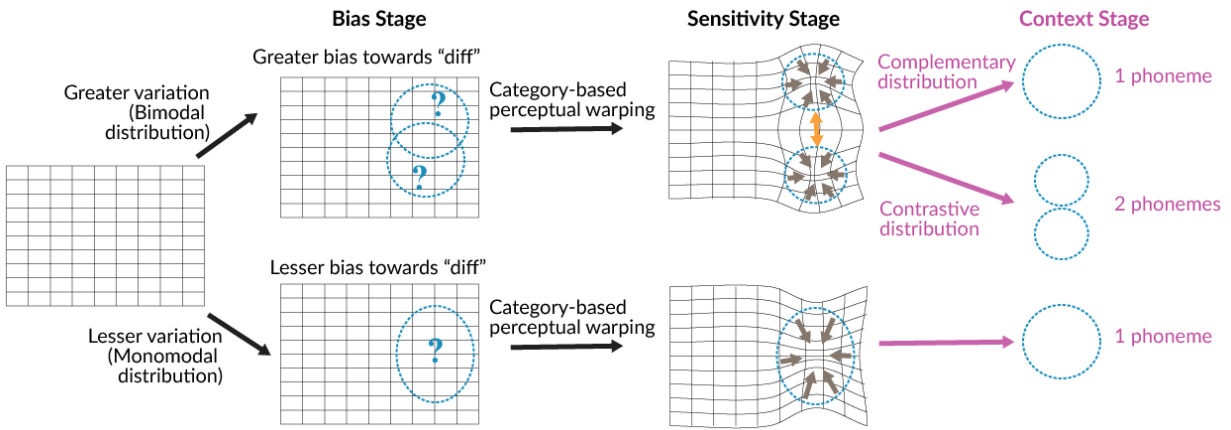 Bias Stage
Sensitivity Stage
Context Stage
Greater bias towards “diff”
Greater variation
(Bimodal
distribution)
?
?
Category-based
perceptual warping
Complementary
distribution
1 phoneme
Contrastive
distribution
2 phonemes
Lesser bias towards “diff”
Lesser variation
(Monomodal
distribution)
?
Category-based
perceptual warping
1 phoneme